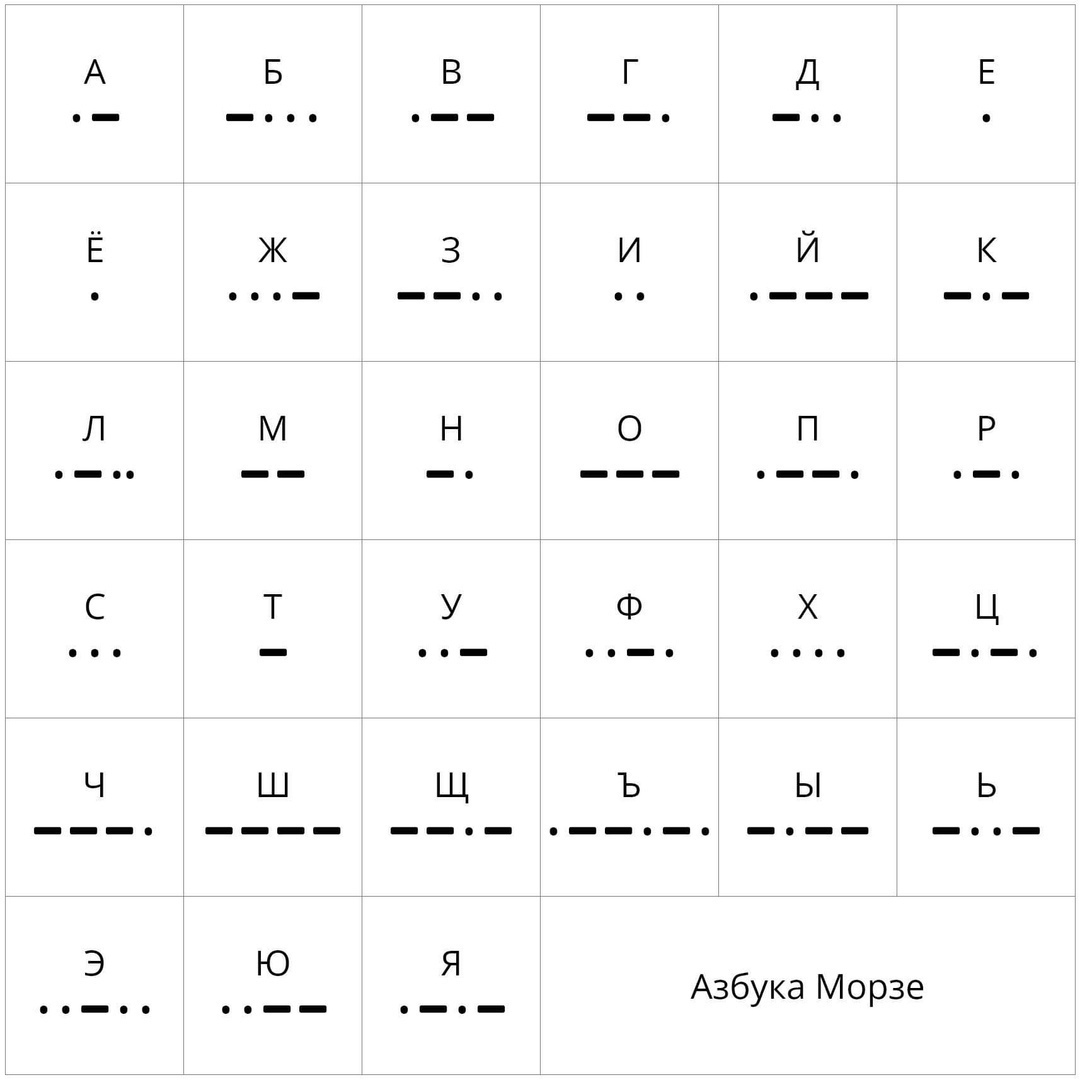 А Б В Г Д Е
.— —... .—— ——. —.. .
Ё Ж З И Й К
. ...— ——.. .. .——— —.—
Л М Н О П Р
.—.. —— —. ——— .——. .—.
С Т У Ф Х Ц
... — ..— ..—. .... —.—.
Ч Ш Щ Ъ Ы Ь
———. ———— ——.— .——.—. —.—— —..—
Э Ю Я
..—.. ..—— .—.—
Азбука Морзе